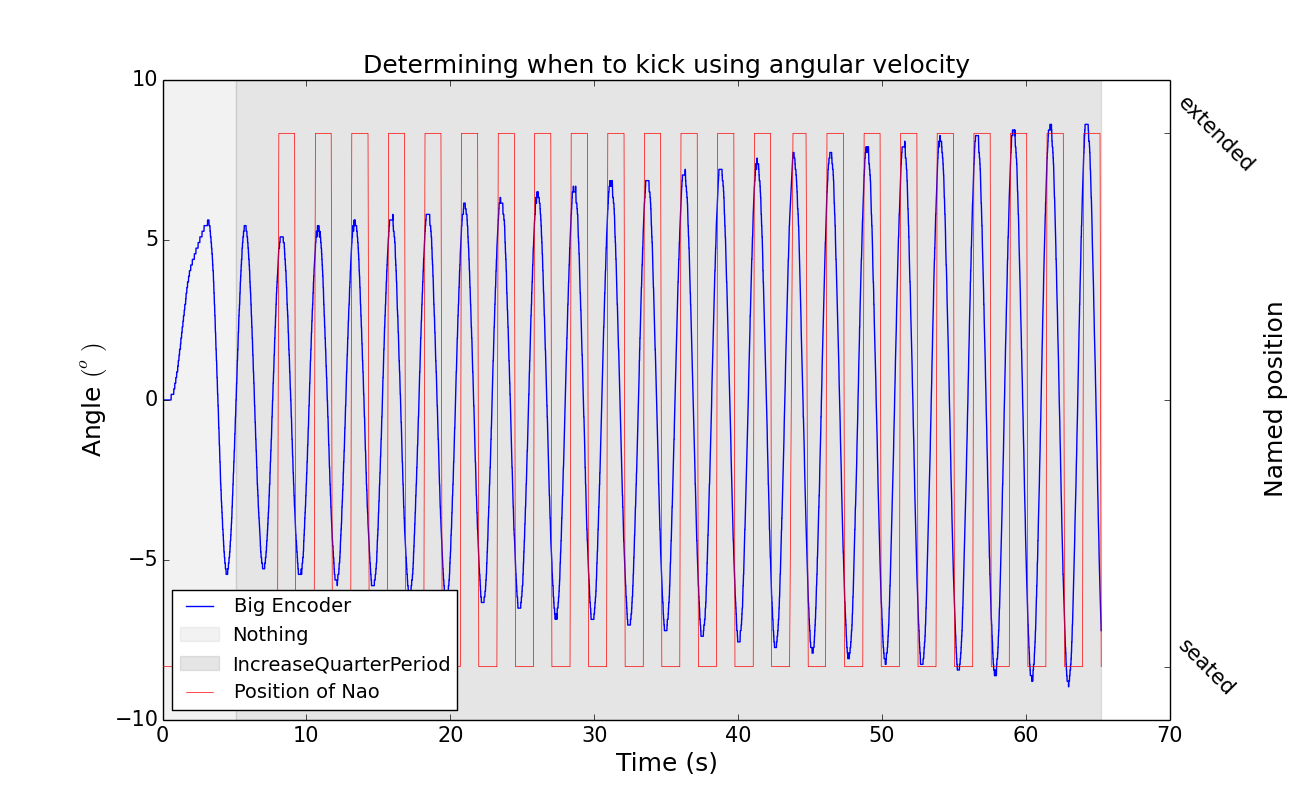 Determining when to kick using angular velocity
10
5
0
−5
−10
Angle (°)
0 10 20 30 40 50 60 70
Time (s)
extended
seated
Named position
Big Encoder
Nothing
IncreaseQuarterPeriod
Position of Nao